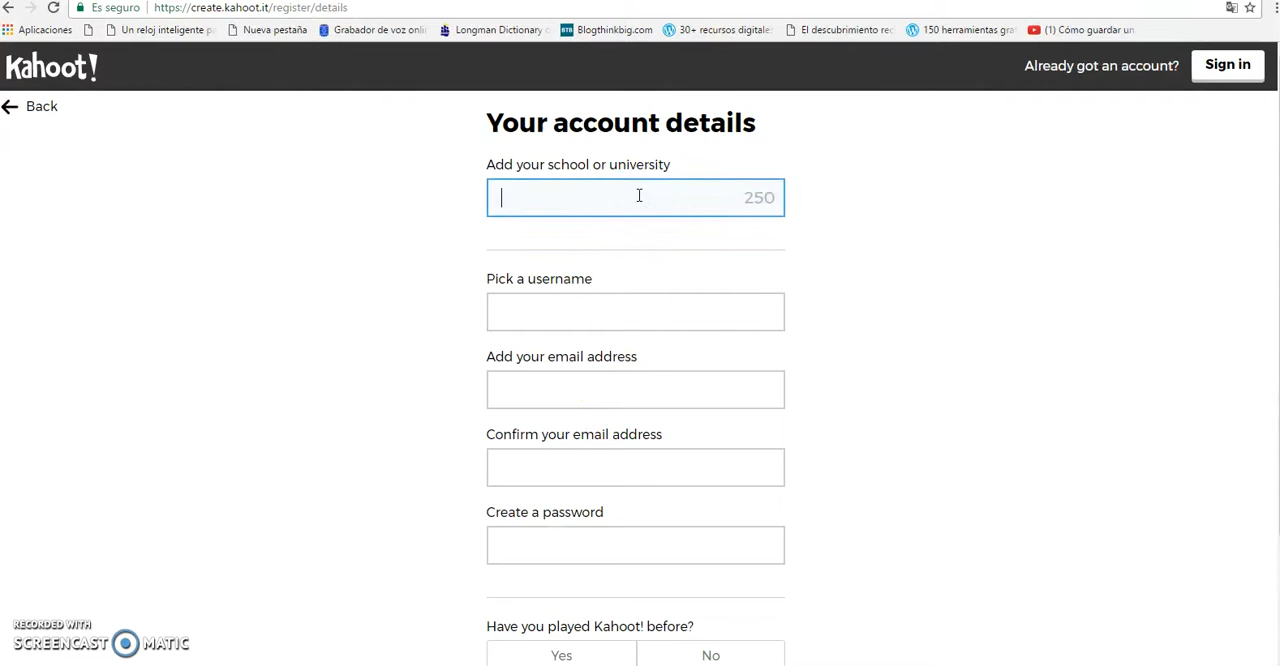 Es seguro https://create.kahoot.it/register/details
Aplicaciones Un reloj inteligente Nueva pestaña Grabador de voz onli Longman Dictionary o Blogthinkbig.com 30+ recursos digitale El descubrimiento rec 150 herramientas gra (1) Cómo guardar un
Kahoot! Already got an account? Sign in
Back
Your account details
Add your school or university
250
Pick a username
Add your email address
Confirm your email address
Create a password
Have you played Kahoot! before?
Yes No
RECORDED WITH
SCREENCAST MATIC